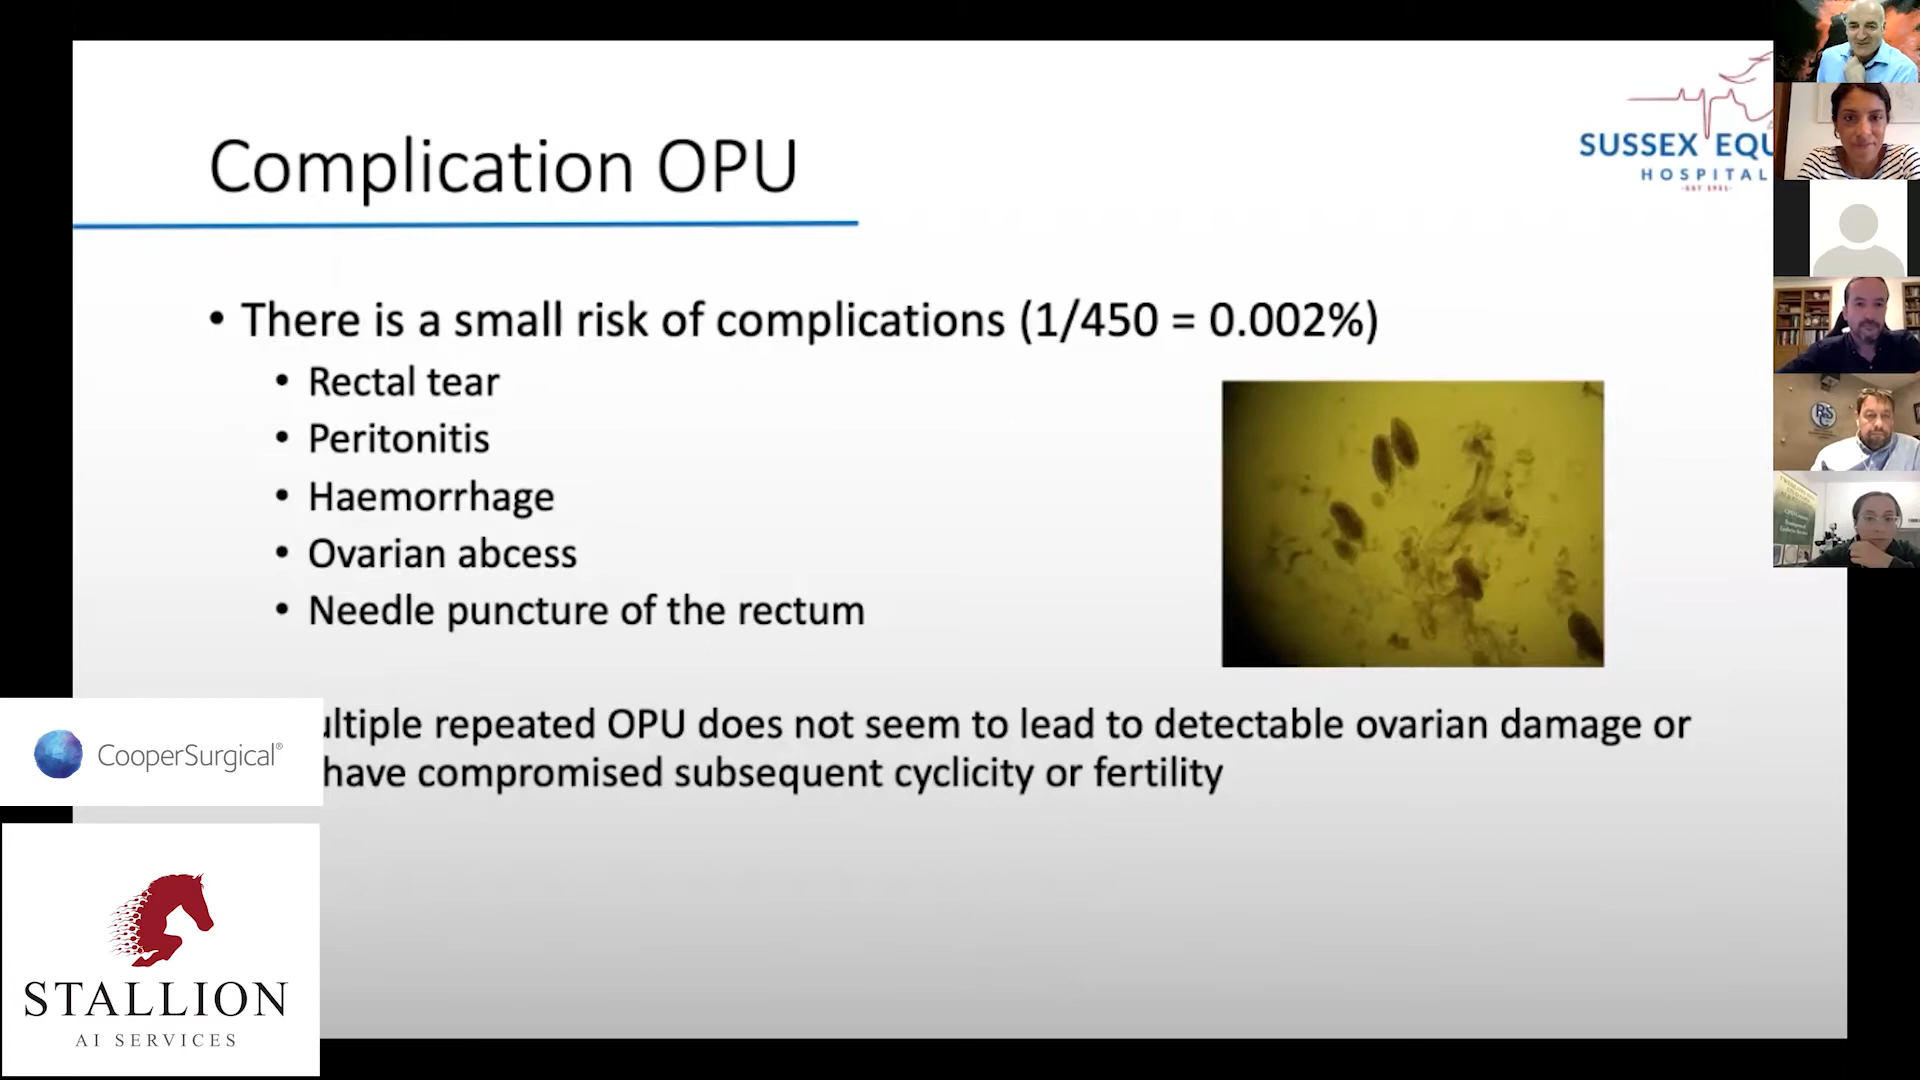 Complication OPU
SUSSEX EQU
HOSPITAL
EST 1951
• There is a small risk of complications (1/450 = 0.002%)
• Rectal tear
• Peritonitis
• Haemorrhage
• Ovarian abcess
• Needle puncture of the rectum
ultiple repeated OPU does not seem to lead to detectable ovarian damage or
have compromised subsequent cyclicity or fertility
CooperSurgical®
STALLION
AI SERVICES